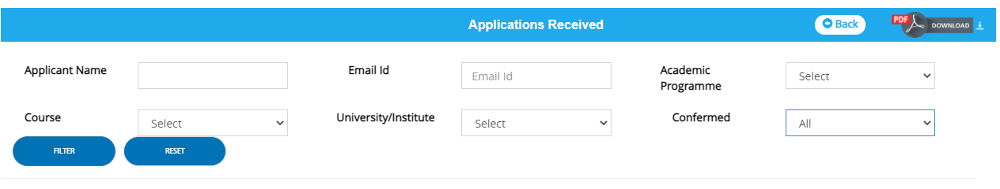 Applications Received
Back
PDF
DOWNLOAD
Applicant Name
Email Id
Email Id
Academic
Programme
Select
Course
Select
University/Institute
Select
Confermed
All
FILTER
RESET